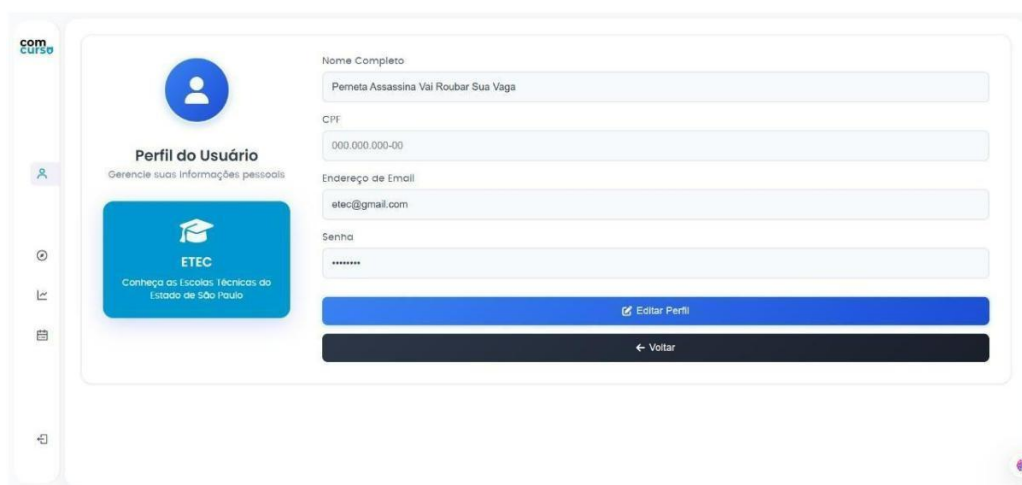 com
curso
Perfil do Usuário
Gerencie suas informações pessoais
ETEC
Conheça as Escolas Técnicas do
Estado de São Paulo
Nome Completo
Perneta Assassina Vai Roubar Sua Vaga
CPF
000.000.000-00
Endereço de Email
etec@gmail.com
Senha
••••••••
Editar Perfil
← Voltar